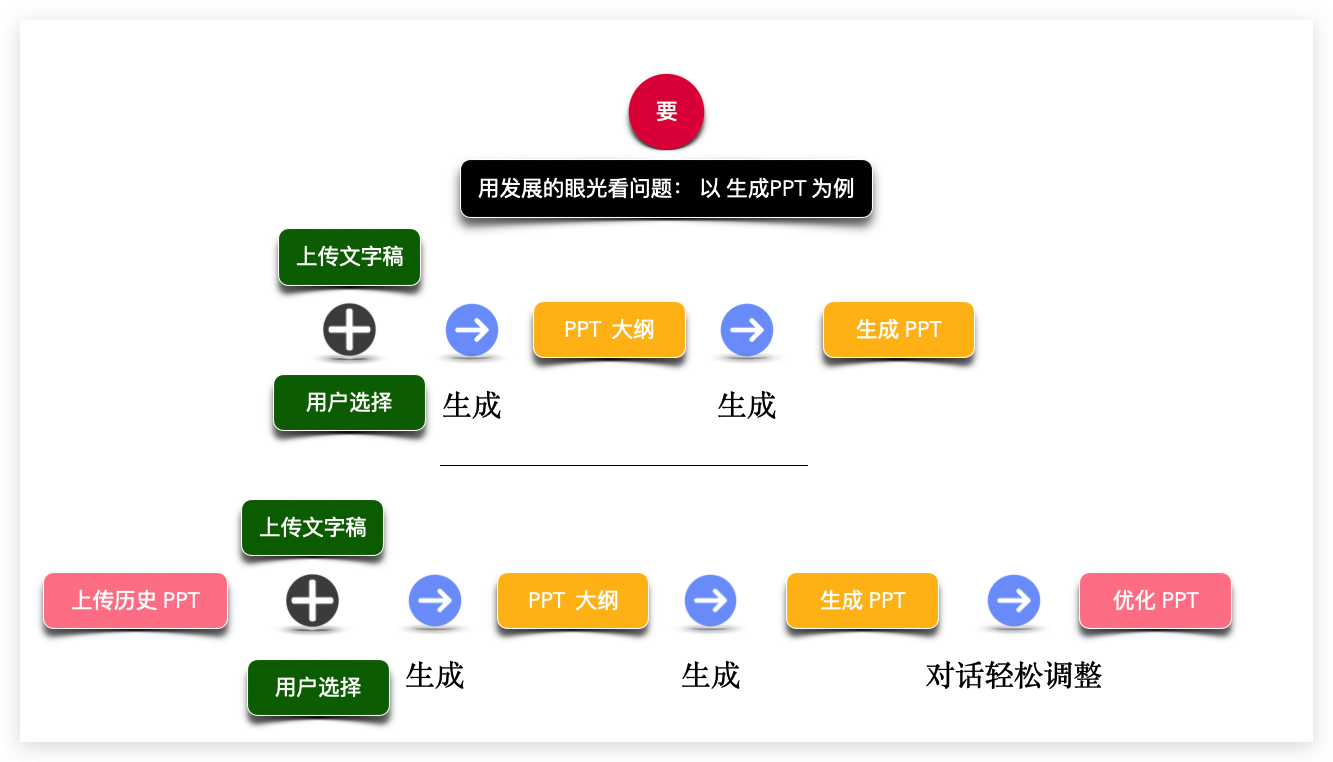 要
用发展的眼光看问题： 以 生成PPT 为例
上传文字稿
PPT 大纲
生成 PPT
用户选择
生成
生成
上传文字稿
上传历史 PPT
PPT 大纲
生成 PPT
优化 PPT
用户选择
生成
生成
对话轻松调整